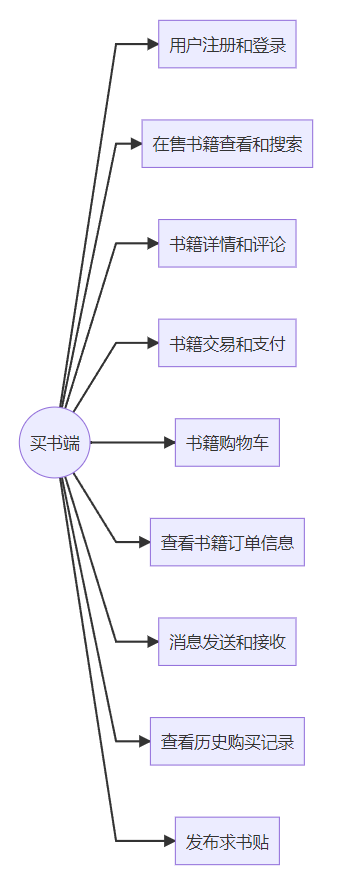 用户注册和登录
在售书籍查看和搜索
书籍详情和评论
书籍交易和支付
买书端
书籍购物车
查看书籍订单信息
消息发送和接收
查看历史购买记录
发布求书贴